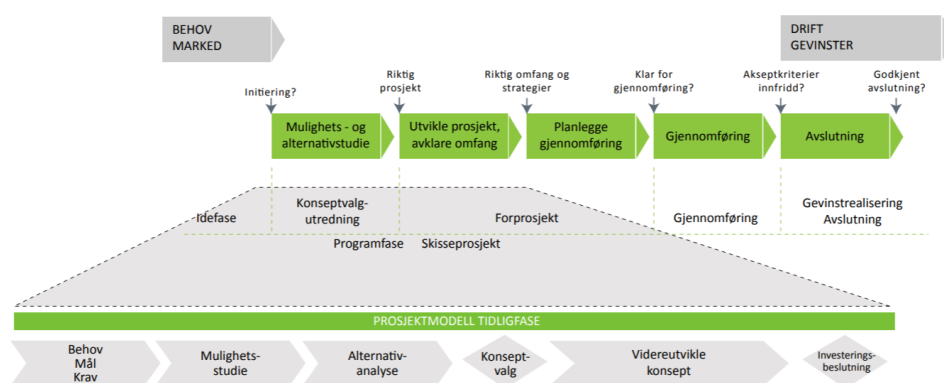 BEHOV
MARKED
DRIFT
GEVINSTER
Initiering?
Riktig
prosjekt
Riktig omfang og
strategier
Klar for
gjennomføring?
Akseptkriterier
innfridd?
Godkjent
avslutning?
Mulighets - og
alternativstudie
Utvikle prosjekt,
avklare omfang
Planlegge
gjennomføring
Gjennomføring
Avslutning
Idefase
Konseptvalg-
utredning
Forprosjekt
Gjennomføring
Gevinstrealisering
Avslutning
Programfase
Skisseprosjekt
PROSJEKTMODELL TIDLIGFASE
Behov
Mål
Krav
Mulighets-
studie
Alternativ-
analyse
Konsept-
valg
Videreutvikle
konsept
Investerings-
beslutning